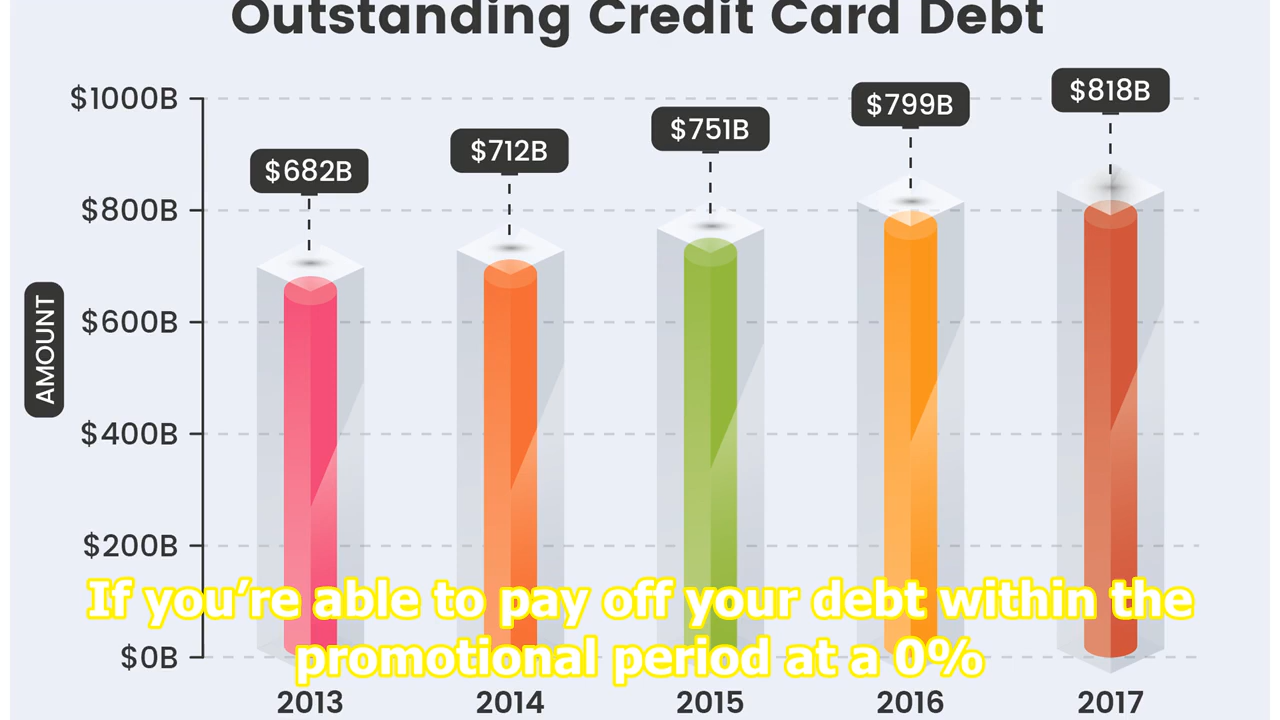 Outstanding Credit Card Debt
$1000B
$818B
$799B
$751B
$712B
$682B
$800B
$600B
AMOUNT
$400B
$200B
If you’re able to pay off your debt within the
promotional period at a 0%
$0B
2013 2014 2015 2016 2017